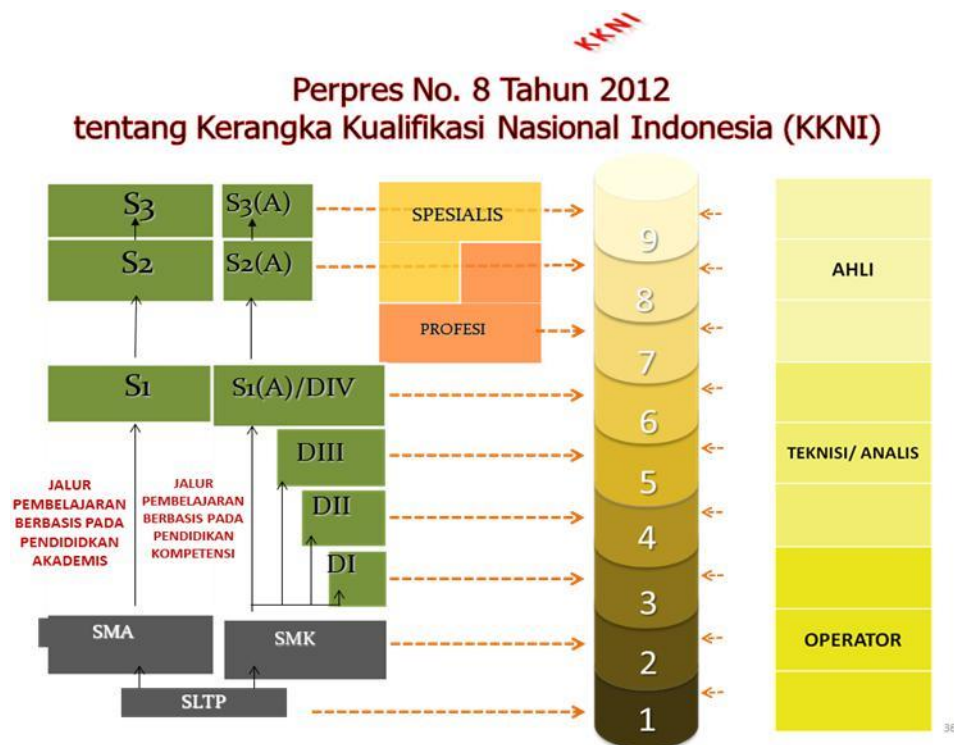 KKNI
Perpres No. 8 Tahun 2012
tentang Kerangka Kualifikasi Nasional Indonesia (KKNI)
S3
S3(A)
SPESIALIS
9
S2
S2(A)
8
AHLI
PROFESI
7
S1
S1(A)/DIV
6
DIII
5
TEKNISI/ ANALIS
JALUR
PEMBELAJARAN
BERBASIS PADA
PENDIDIDKAN
AKADEMIS
JALUR
PEMBELAJARAN
BERBASIS PADA
PENDIDIKAN
KOMPETENSI
DII
4
DI
3
SMA
SMK
2
OPERATOR
SLTP
1
38